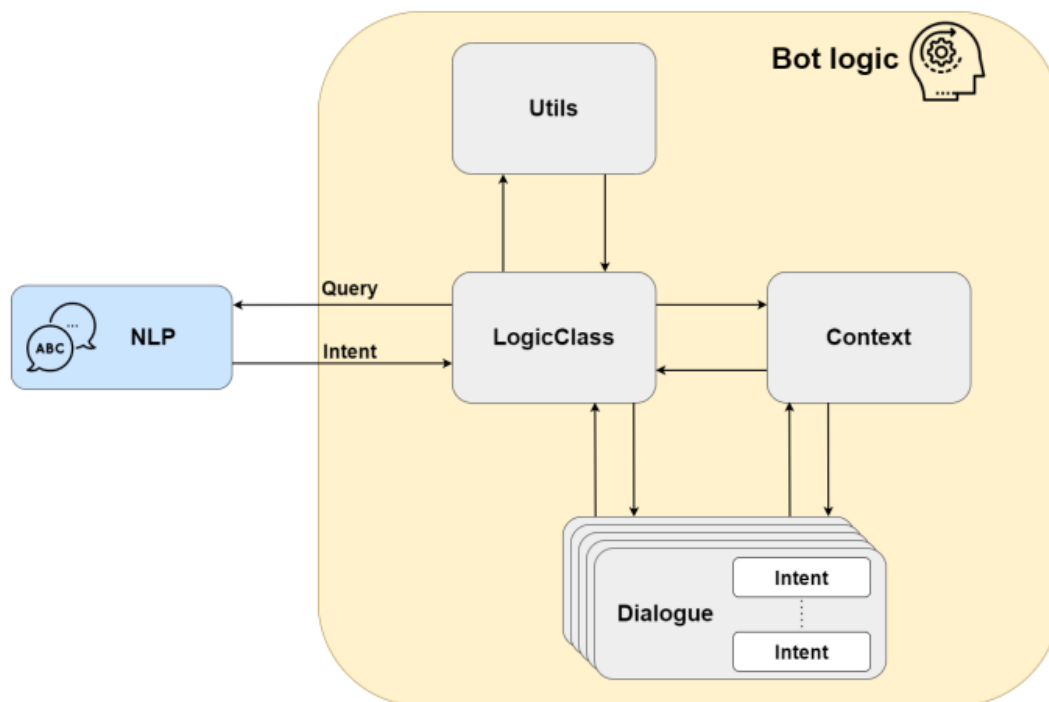 Bot logic
Utils
Query
LogicClass
Context
ABC
NLP
Intent
Intent
Dialogue
Intent